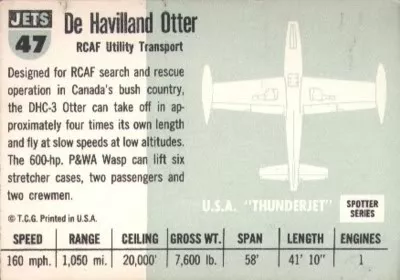 JETS
47
De Havilland Otter
RCAF Utility Transport
Designed for RCAF search and rescue
operation in Canada's bush country,
the DHC-3 Otter can take off in ap-
proximately four times its own length
and fly at slow speeds at low altitudes.
The 600-hp. P&WA Wasp can lift six
stretcher cases, two passengers and
two crewmen.
© T.C.G. Printed in U.S.A.
U.S.A. "THUNDERJET"
SPOTTER
SERIES
SPEED RANGE CEILING GROSS WT. SPAN LENGTH ENGINES
160 mph. 1,050 mi. 20,000' 7,600 lb. 58' 41' 10" 1